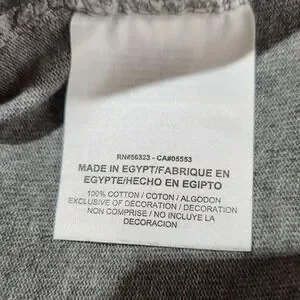 RN#56323 - CA#05553
MADE IN EGYPT/FABRIQUE EN
EGYPTE/HECHO EN EGIPTO
100% COTTON / COTON / ALGODON
EXCLUSIVE OF DECORATION / DECORATION
NON COMPRISE / NO INCLUYE LA
DECORACION